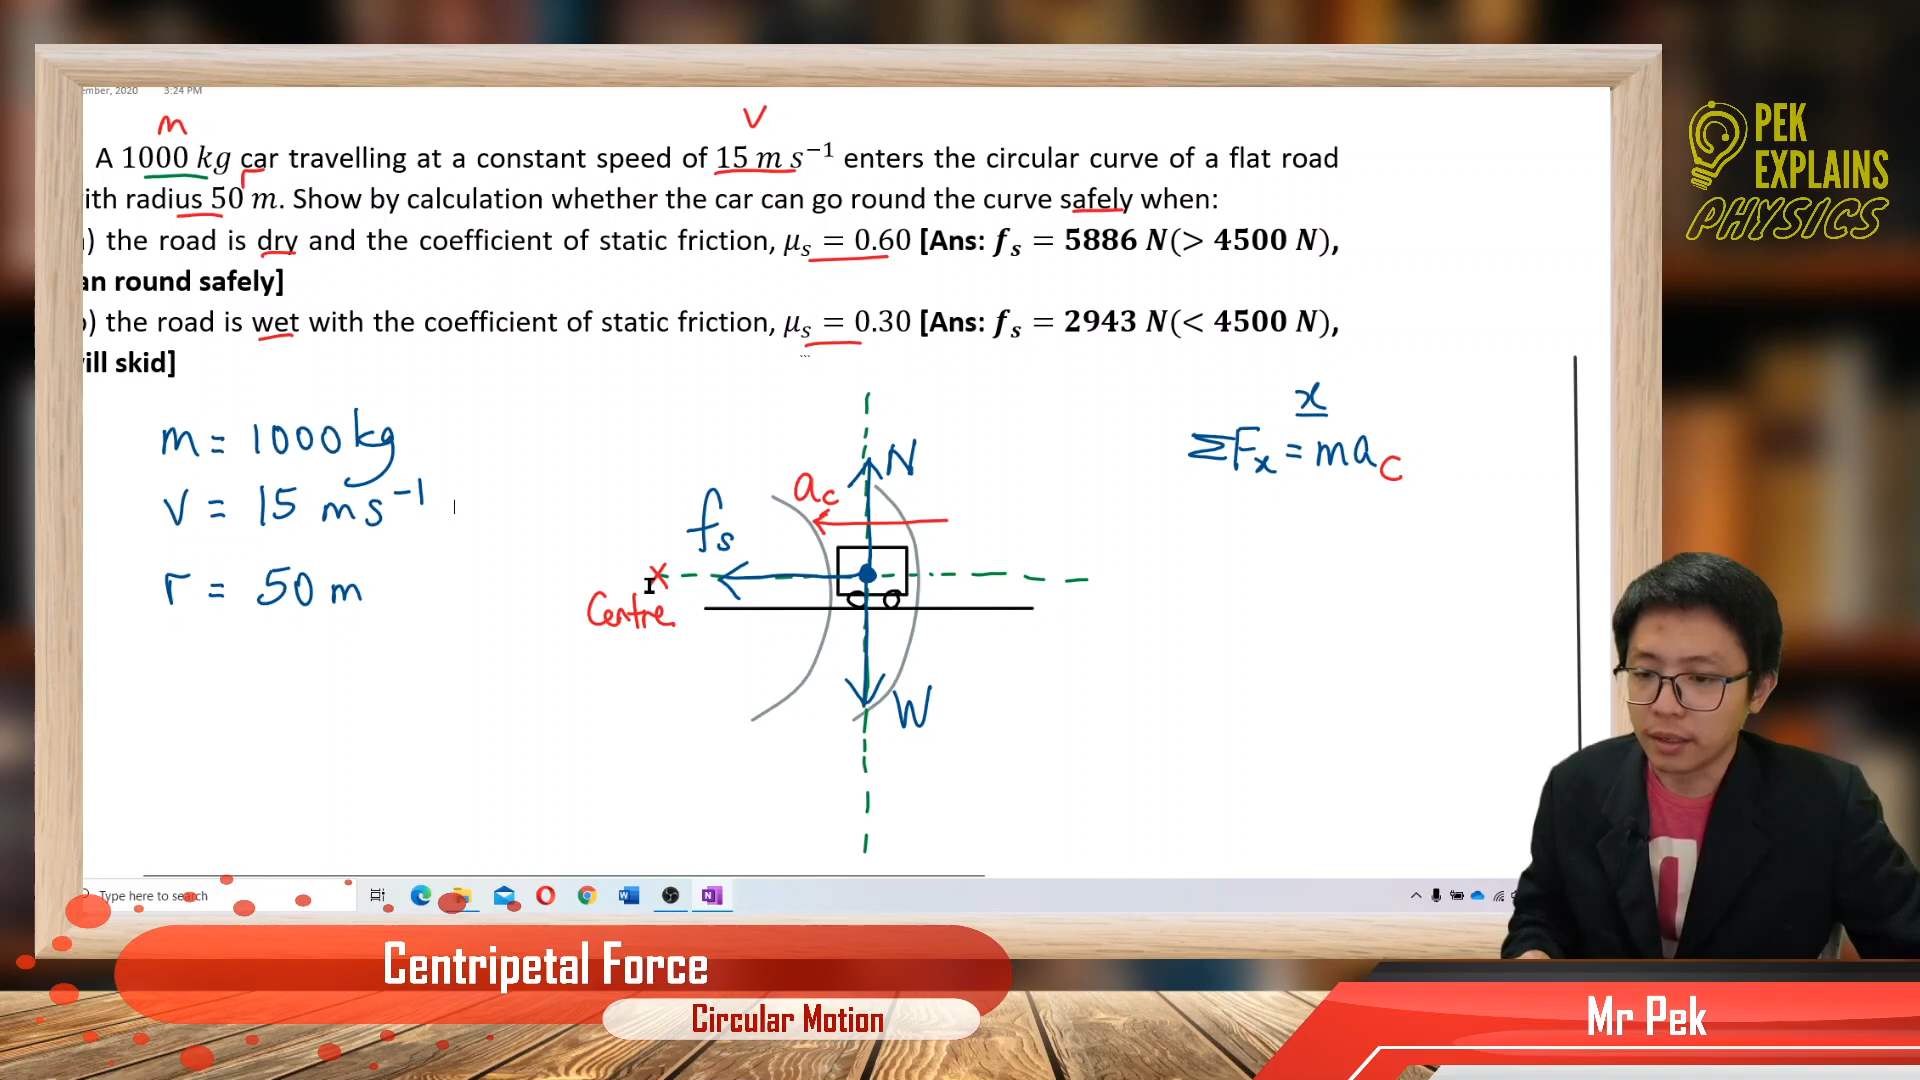 ember, 2020 3:24 PM
m
v
A 1000 kg car travelling at a constant speed of 15 m s⁻¹ enters the circular curve of a flat road
r
ith radius 50 m. Show by calculation whether the car can go round the curve safely when:
) the road is dry and the coefficient of static friction, μₛ = 0.60 [Ans: fₛ = 5886 N(> 4500 N),
an round safely]
) the road is wet with the coefficient of static friction, μₛ = 0.30 [Ans: fₛ = 2943 N(< 4500 N),
ill skid]
m = 1000 kg
v = 15 ms⁻¹
r = 50 m
N
a_c
fₛ
x
Centre
W
x
ΣFₓ = ma_c
PEK
EXPLAINS
PHYSICS
Type here to search
Centripetal Force
Circular Motion
Mr Pek